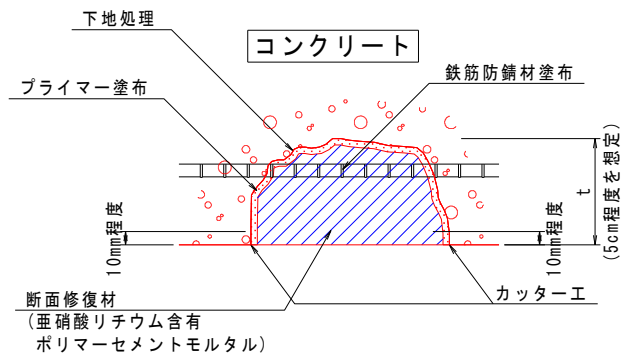 下地処理
コンクリート
プライマー塗布
鉄筋防錆材塗布
10mm程度
10mm程度
t
(5cm程度を想定)
断面修復材
(亜硝酸リチウム含有
ポリマーセメントモルタル)
カッター工